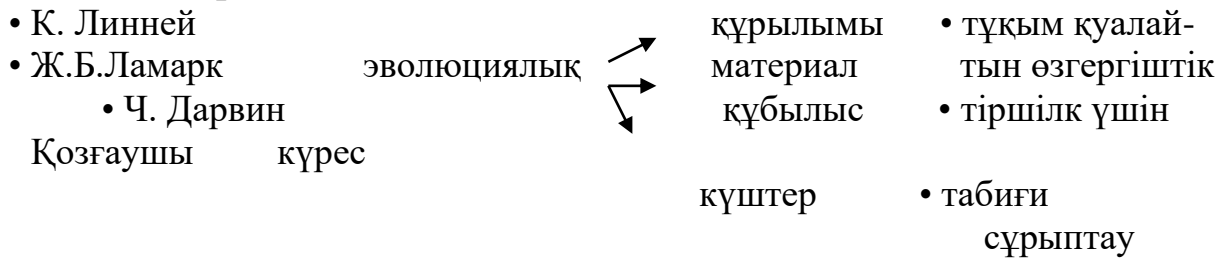 • К. Линней құрылымы • тұқым қуалай-
• Ж.Б.Ламарк эволюциялық материал тын өзгергіштік
• Ч. Дарвин құбылыс • тіршілк үшін
Қозғаушы күрес
күштер • табиғи
сұрыптау